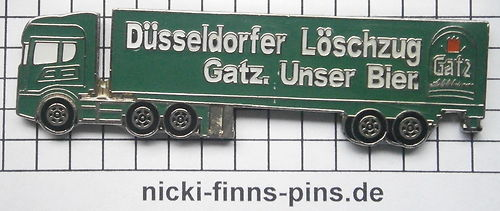 Düsseldorfer Löschzug
Gatz. Unser Bier.
Gatz
nicki-finns-pins.de